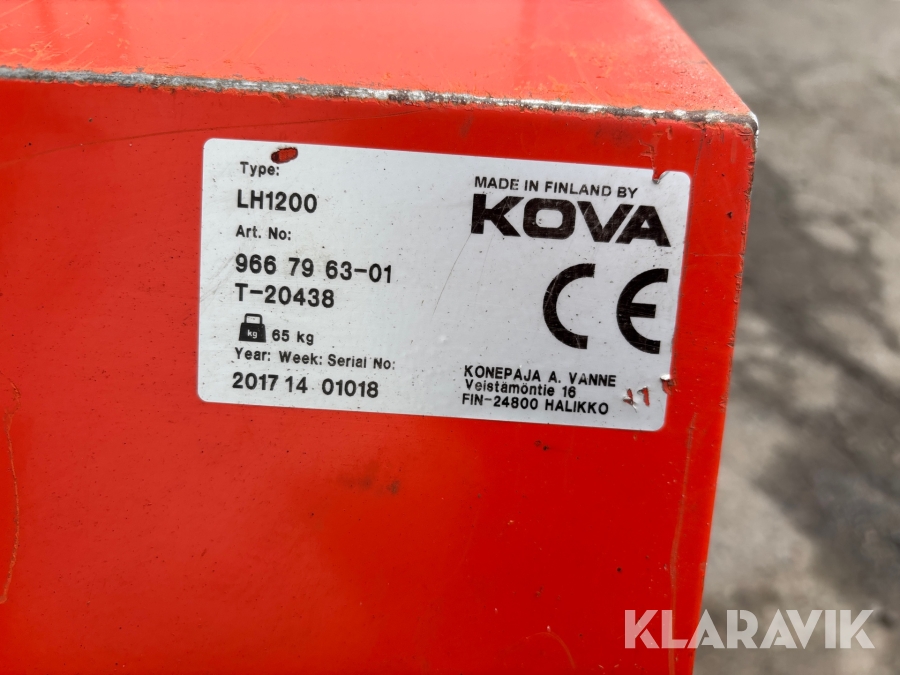 Type:
LH1200
Art. No:
966 79 63-01
T-20438
kg 65 kg
Year: Week: Serial No:
2017 14 01018
MADE IN FINLAND BY
KOVA
CE
KONEPAJA A. VANNE
Veistämöntie 16
FIN-24800 HALIKKO
KLARAVIK